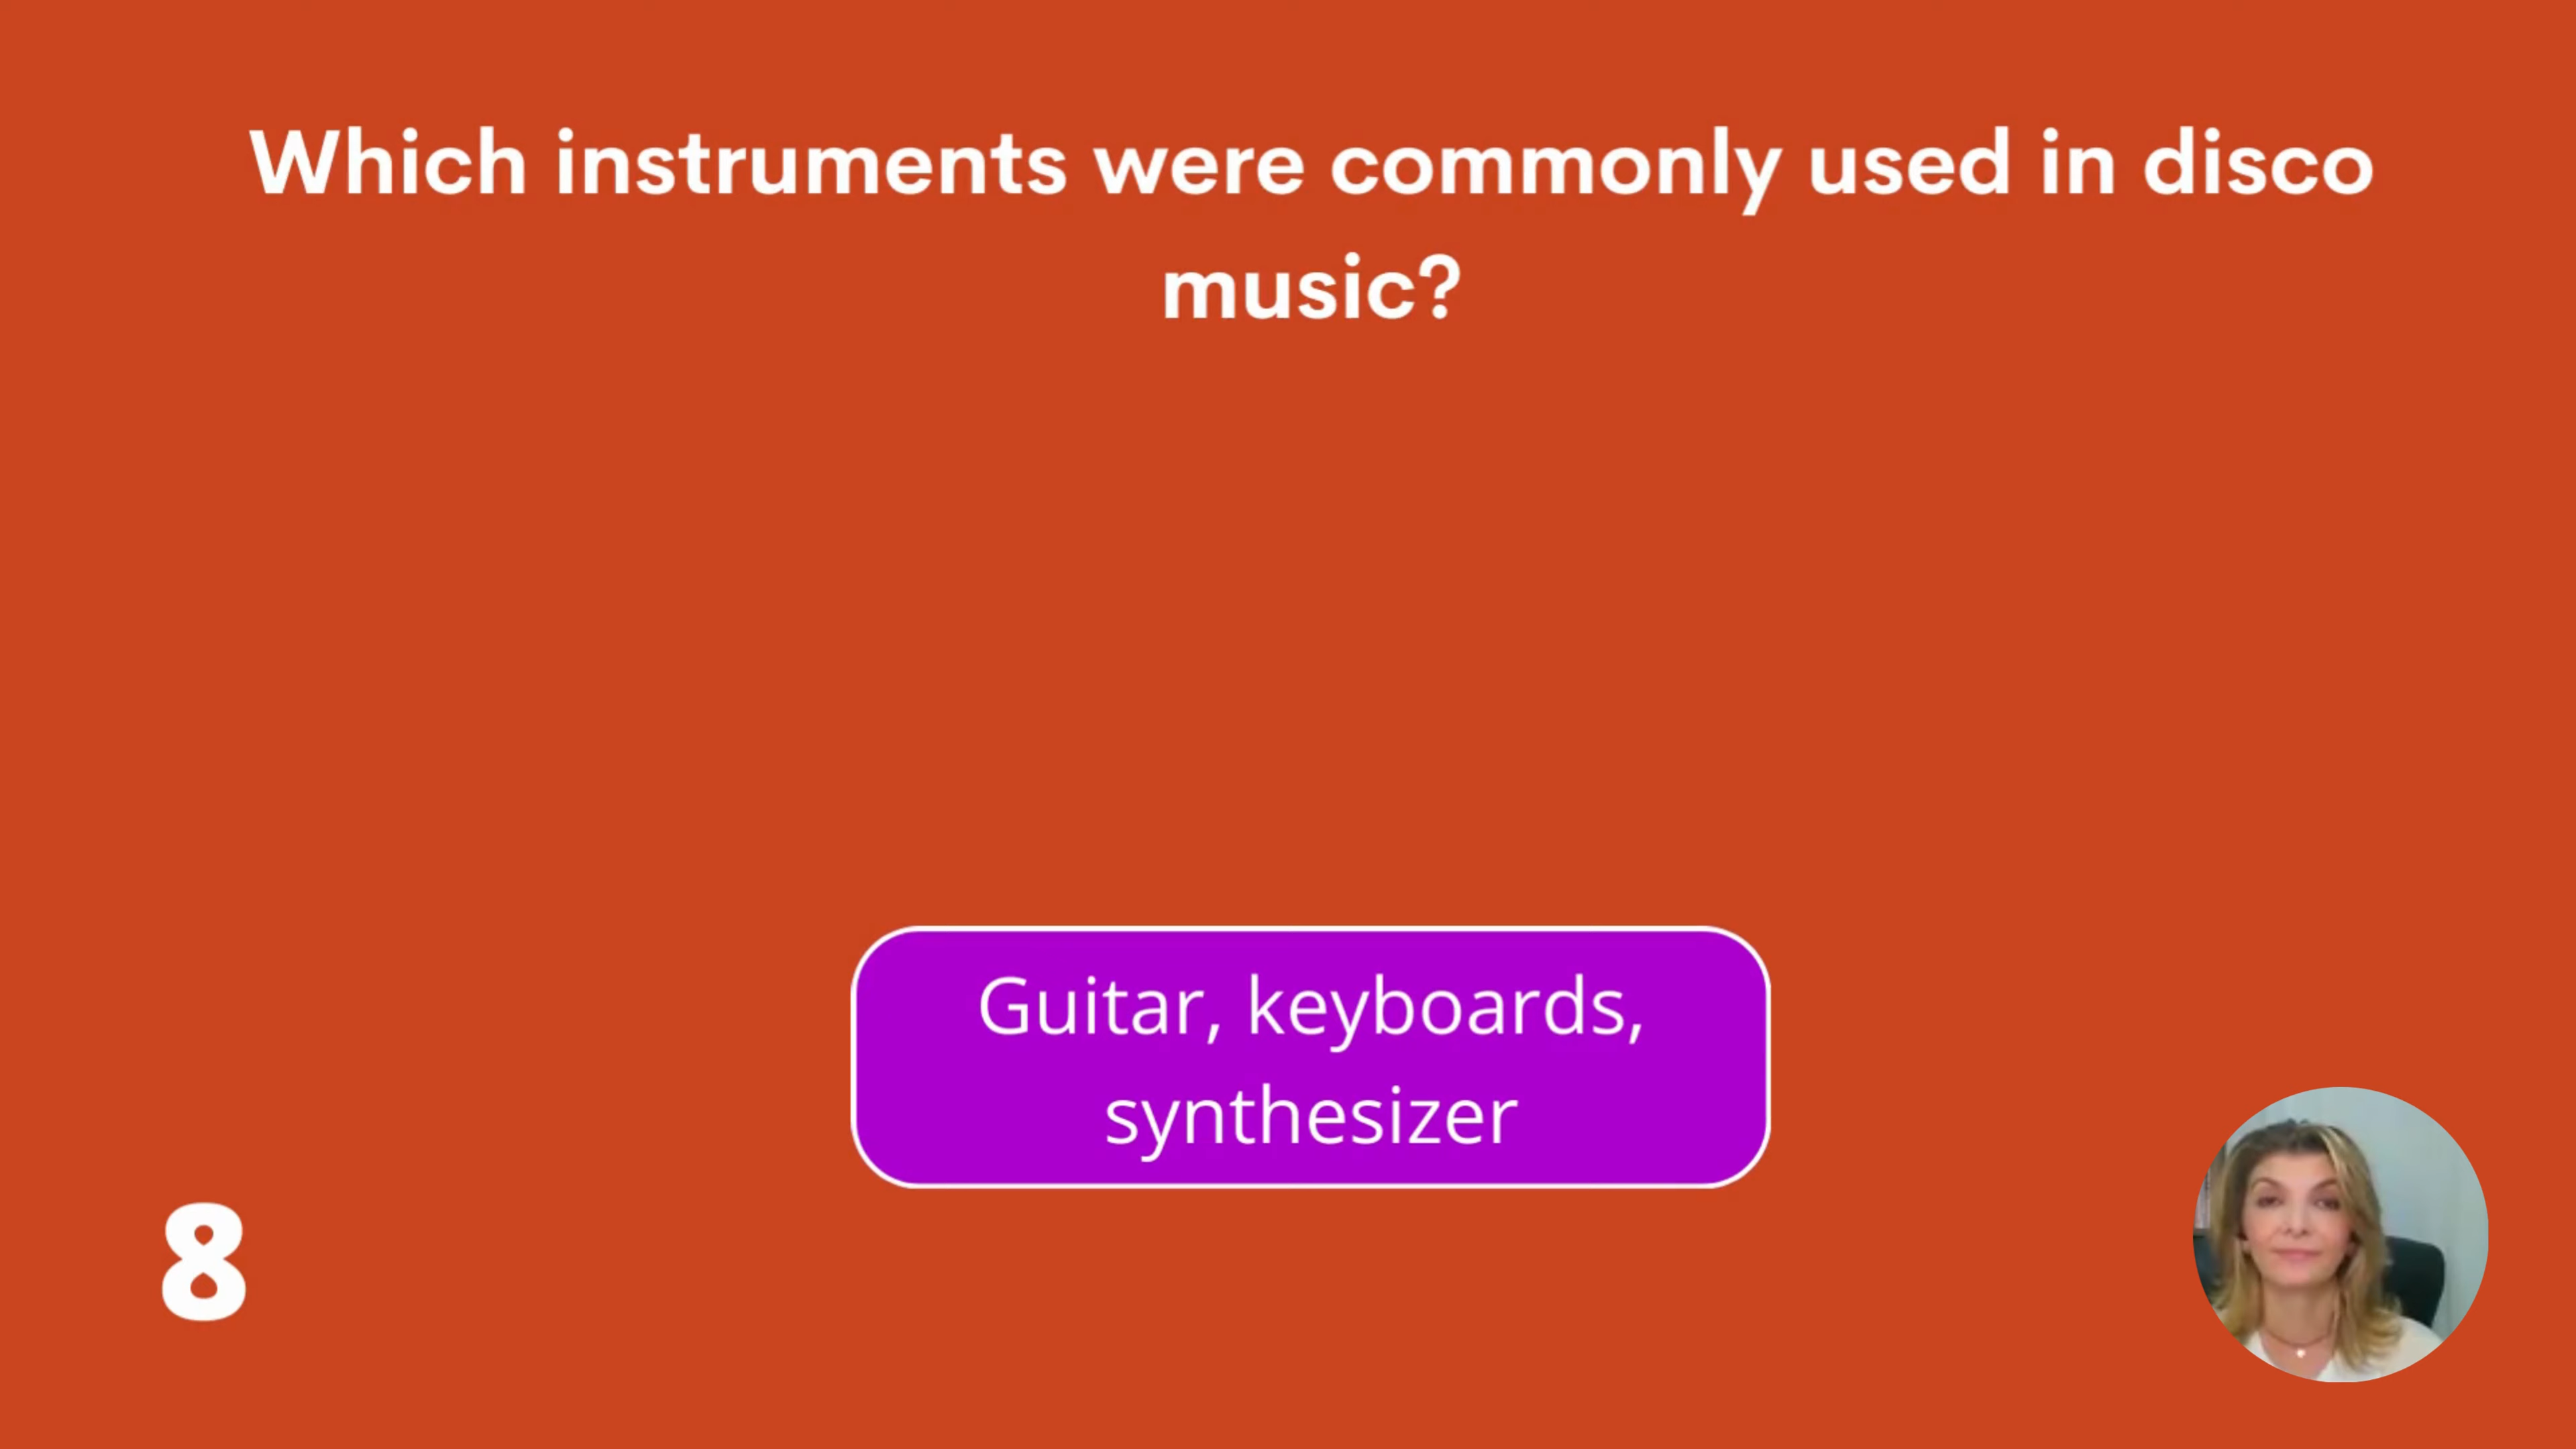 Which instruments were commonly used in disco
music?
Guitar, keyboards,
synthesizer
8